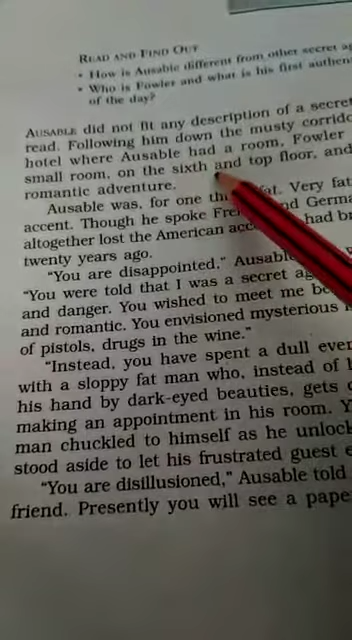 READ AND FIND OUT
• How is Ausable different from other secret
• Who is Fowler and what is his first authen
of the day?
AUSABLE did not fit any description of a secret
read. Following him down the musty corrido
hotel where Ausable had a room, Fowler
small room, on the sixth and top floor, and
romantic adventure.
Ausable was, for one th fat. Very fat
accent. Though he spoke Fren nd Germa
altogether lost the American acc had br
twenty years ago.
"You are disappointed," Ausable
"You were told that I was a secret ag
and danger. You wished to meet me be
and romantic. You envisioned mysterious
of pistols, drugs in the wine."
"Instead, you have spent a dull even
with a sloppy fat man who, instead of
his hand by dark-eyed beauties, gets
making an appointment in his room. Y
man chuckled to himself as he unlock
stood aside to let his frustrated guest e
"You are disillusioned," Ausable told
friend. Presently you will see a pape